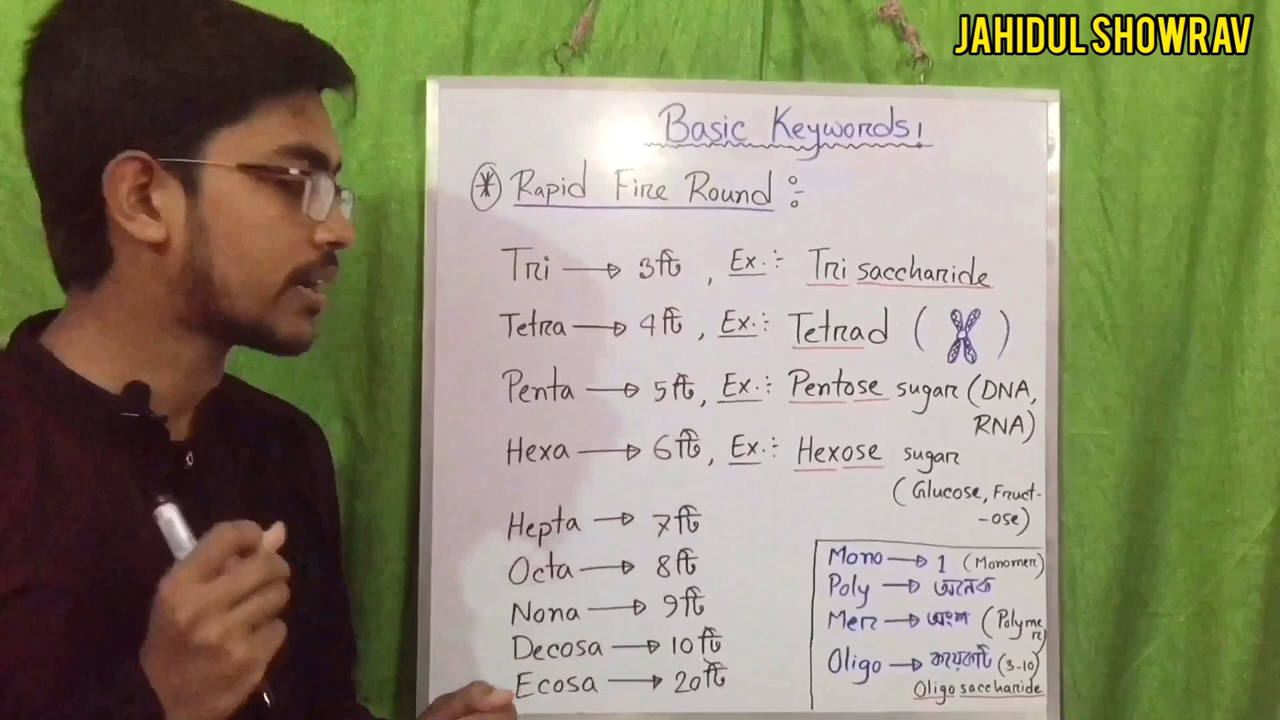 JAHIDUL SHOWRAV
Basic Keywords!
* Rapid Fire Round :-
Tri → 3টি, Ex.:- Trisaccharide
Tetra → 4টি, Ex.:- Tetrad ( )
Penta → 5টি, Ex.:- Pentose sugar (DNA,
RNA)
Hexa → 6টি, Ex.:- Hexose sugar
(Glucose, Fruct-
-ose)
Hepta → 7টি
Octa → 8টি
Nona → 9টি
Decosa → 10টি
Ecosa → 20টি
Mono → 1 (Monomer)
Poly → অনেক
Mer → অংশ (Polyme
r)
Oligo → কয়েকটি (3-10)
Oligosaccharide